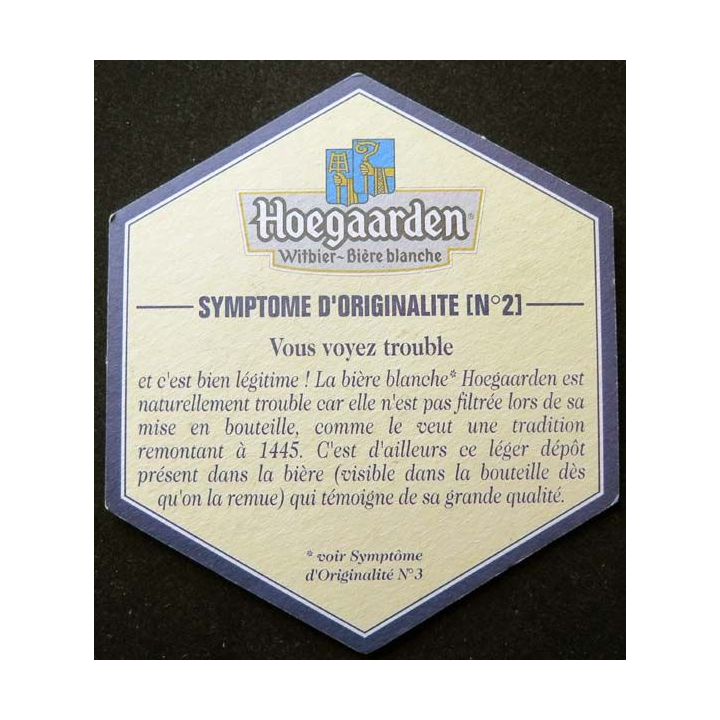 Hoegaarden®
Witbier~Bière blanche
SYMPTOME D'ORIGINALITE [N°2]
Vous voyez trouble
et c'est bien légitime ! La bière blanche* Hoegaarden est
naturellement trouble car elle n'est pas filtrée lors de sa
mise en bouteille, comme le veut une tradition
remontant à 1445. C'est d'ailleurs ce léger dépôt
présent dans la bière (visible dans la bouteille dès
qu'on la remue) qui témoigne de sa grande qualité.
* voir Symptôme
d'Originalité N°3